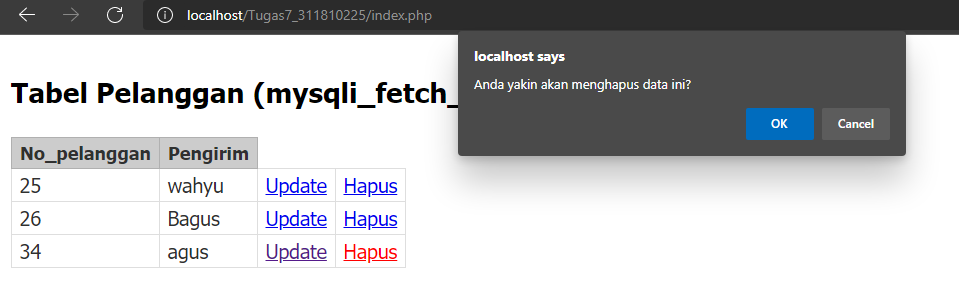 localhost/Tugas7_311810225/index.php
localhost says
Anda yakin akan menghapus data ini?
OK Cancel
Tabel Pelanggan (mysqli_fetch_
No_pelanggan Pengirim
25 wahyu Update Hapus
26 Bagus Update Hapus
34 agus Update Hapus